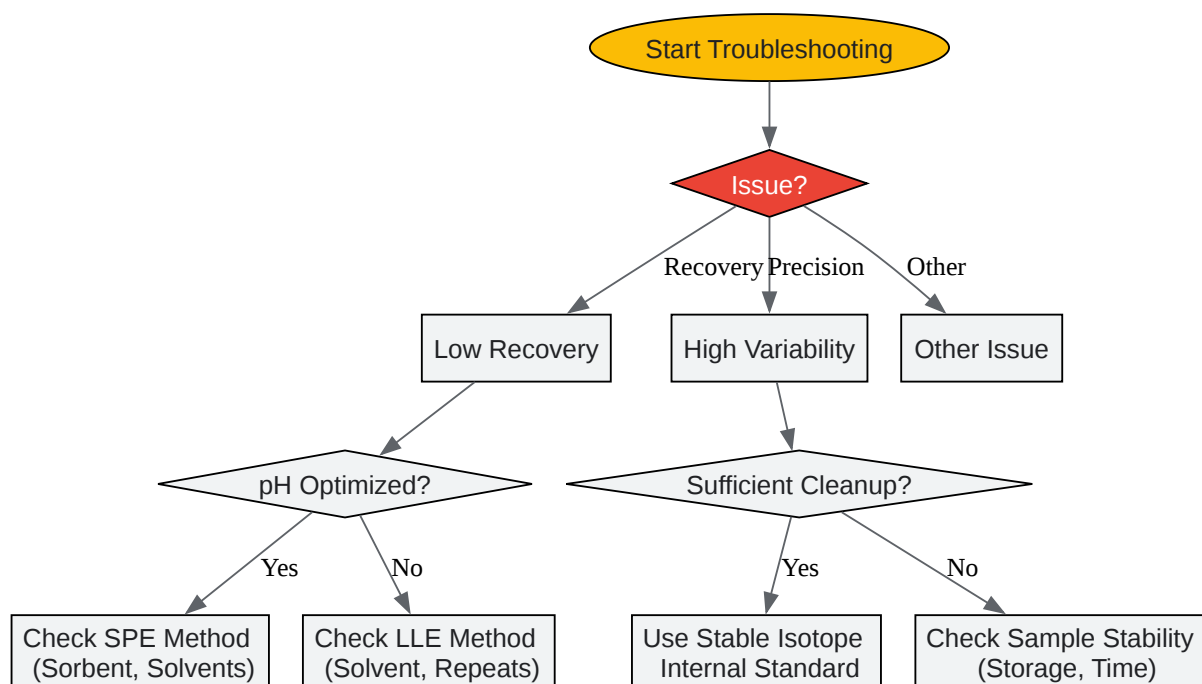 Start Troubleshooting
Issue?
Recovery
Precision
Other
Low Recovery
High Variability
Other Issue
pH Optimized?
Sufficient Cleanup?
Yes
No
Yes
No
Check SPE Method
(Sorbent, Solvents)
Check LLE Method
(Solvent, Repeats)
Use Stable Isotope
Internal Standard
Check Sample Stability
(Storage, Time)